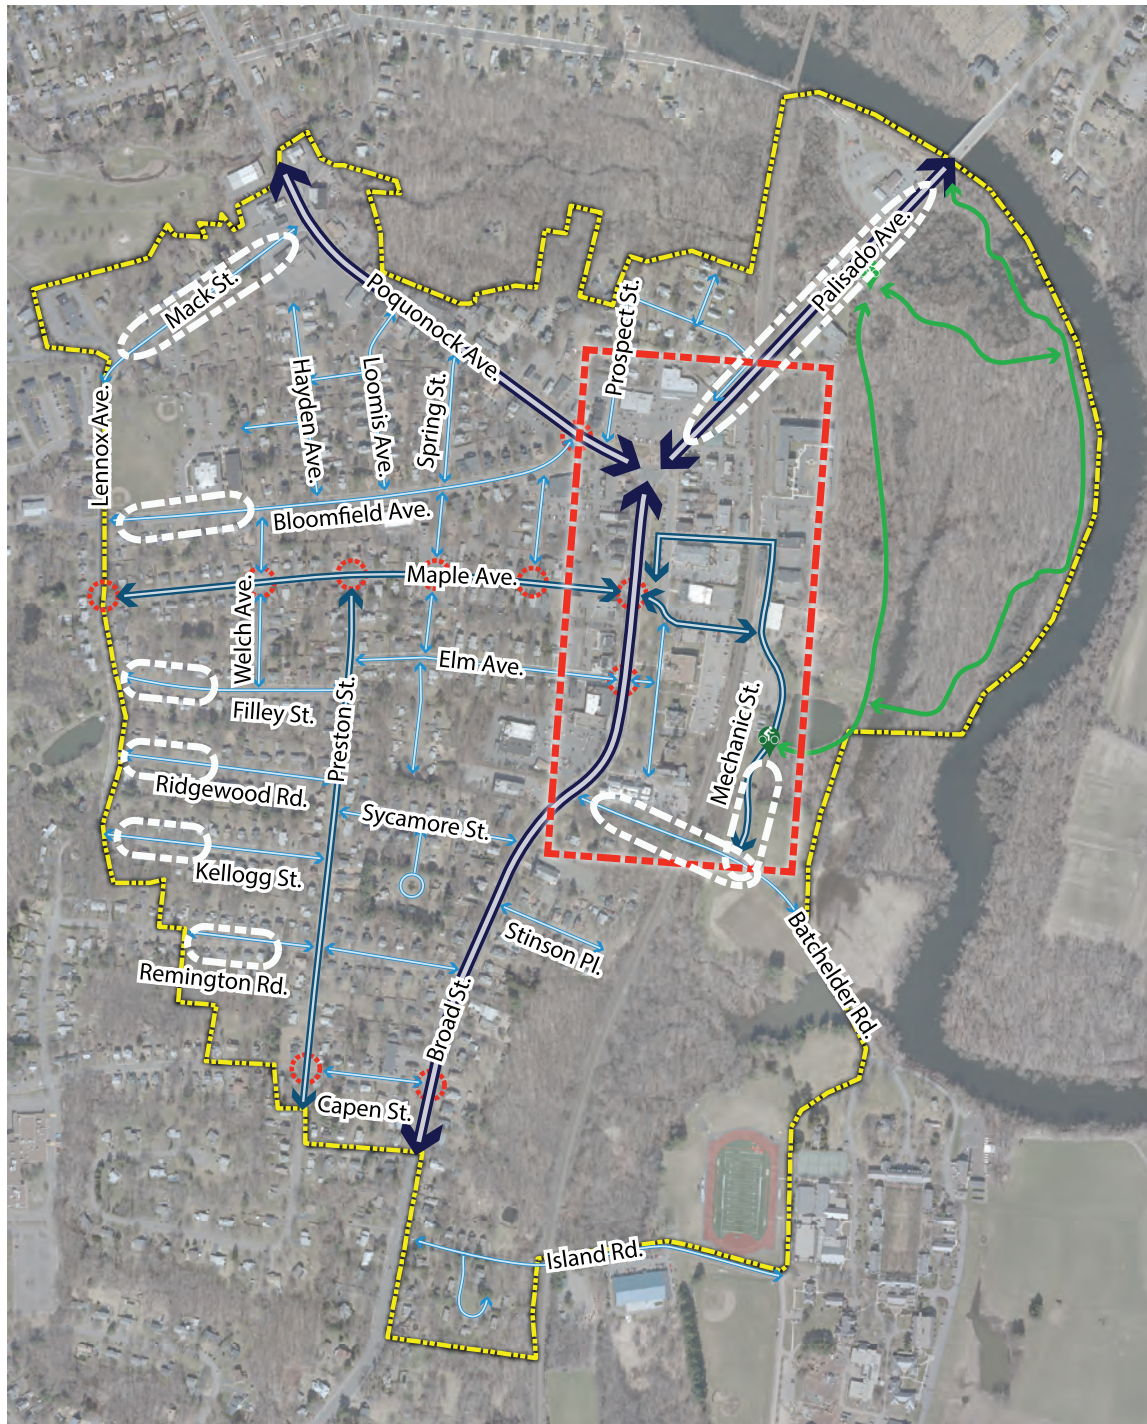 Palisado Ave.
Mack St.
Prospect St.
Poquonock Ave.
Lennox Ave.
Hayden Ave.
Loomis Ave.
Spring St.
Bloomfield Ave.
Maple Ave.
Welch Ave.
Elm Ave.
Filley St.
Preston St.
Mechanic St.
Ridgewood Rd.
Sycamore St.
Kellogg St.
Stinson Pl.
Batchelder Rd.
Remington Rd.
Broad St.
Capen St.
Island Rd.